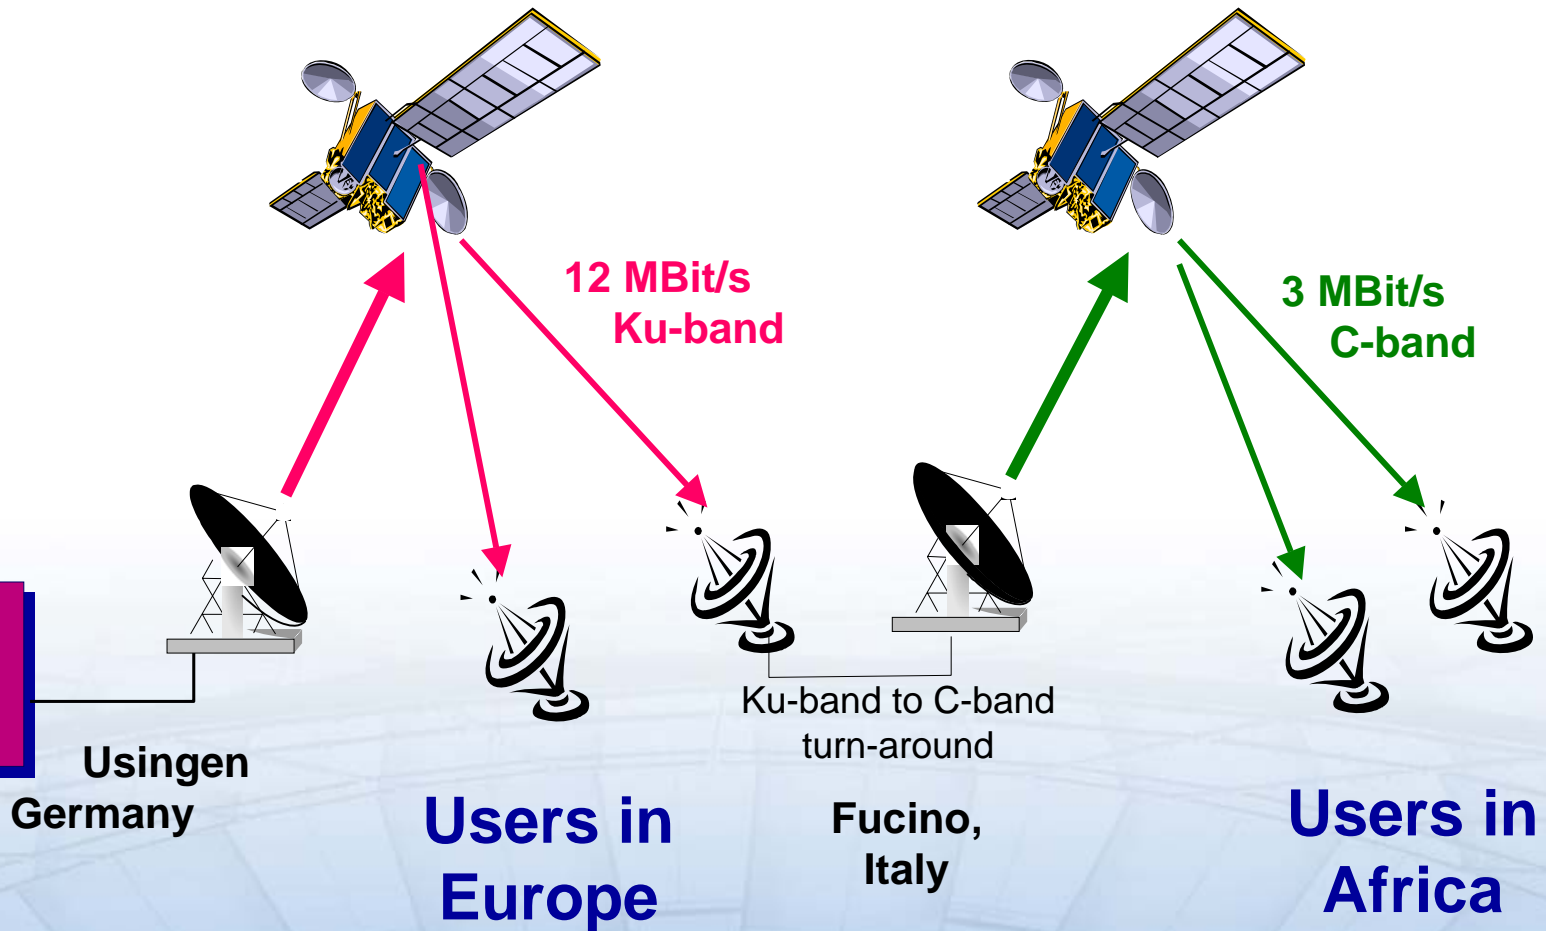 12 MBit/s
Ku-band
3 MBit/s
C-band
Ku-band to C-band
turn-around
Usingen
Germany
Users in
Europe
Fucino,
Italy
Users in
Africa